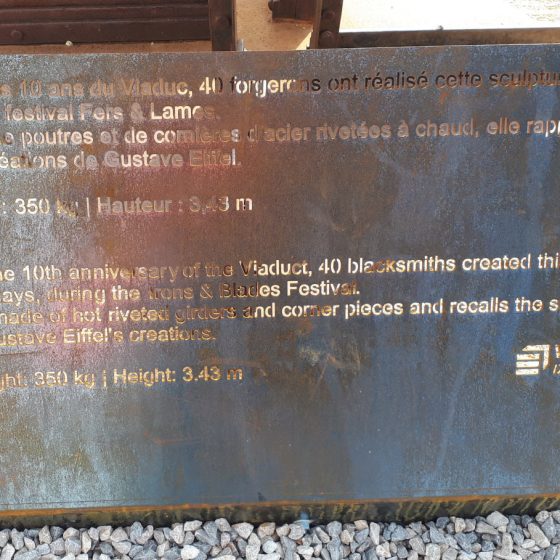 10 ans du Viaduc, 40 forgerons ont réalisé cette sculptu
festival Fers & Lames.
poutres et de cornières d'acier rivetées à chaud, elle rap
éations de Gustave Eiffel.
: 350 kg | Hauteur : 3,43 m
he 10th anniversary of the Viaduct, 40 blacksmiths created thi
ays, during the Irons & Blades Festival.
made of hot riveted girders and corner pieces and recalls the s
ustave Eiffel's creations.
ght: 350 kg | Height: 3.43 m